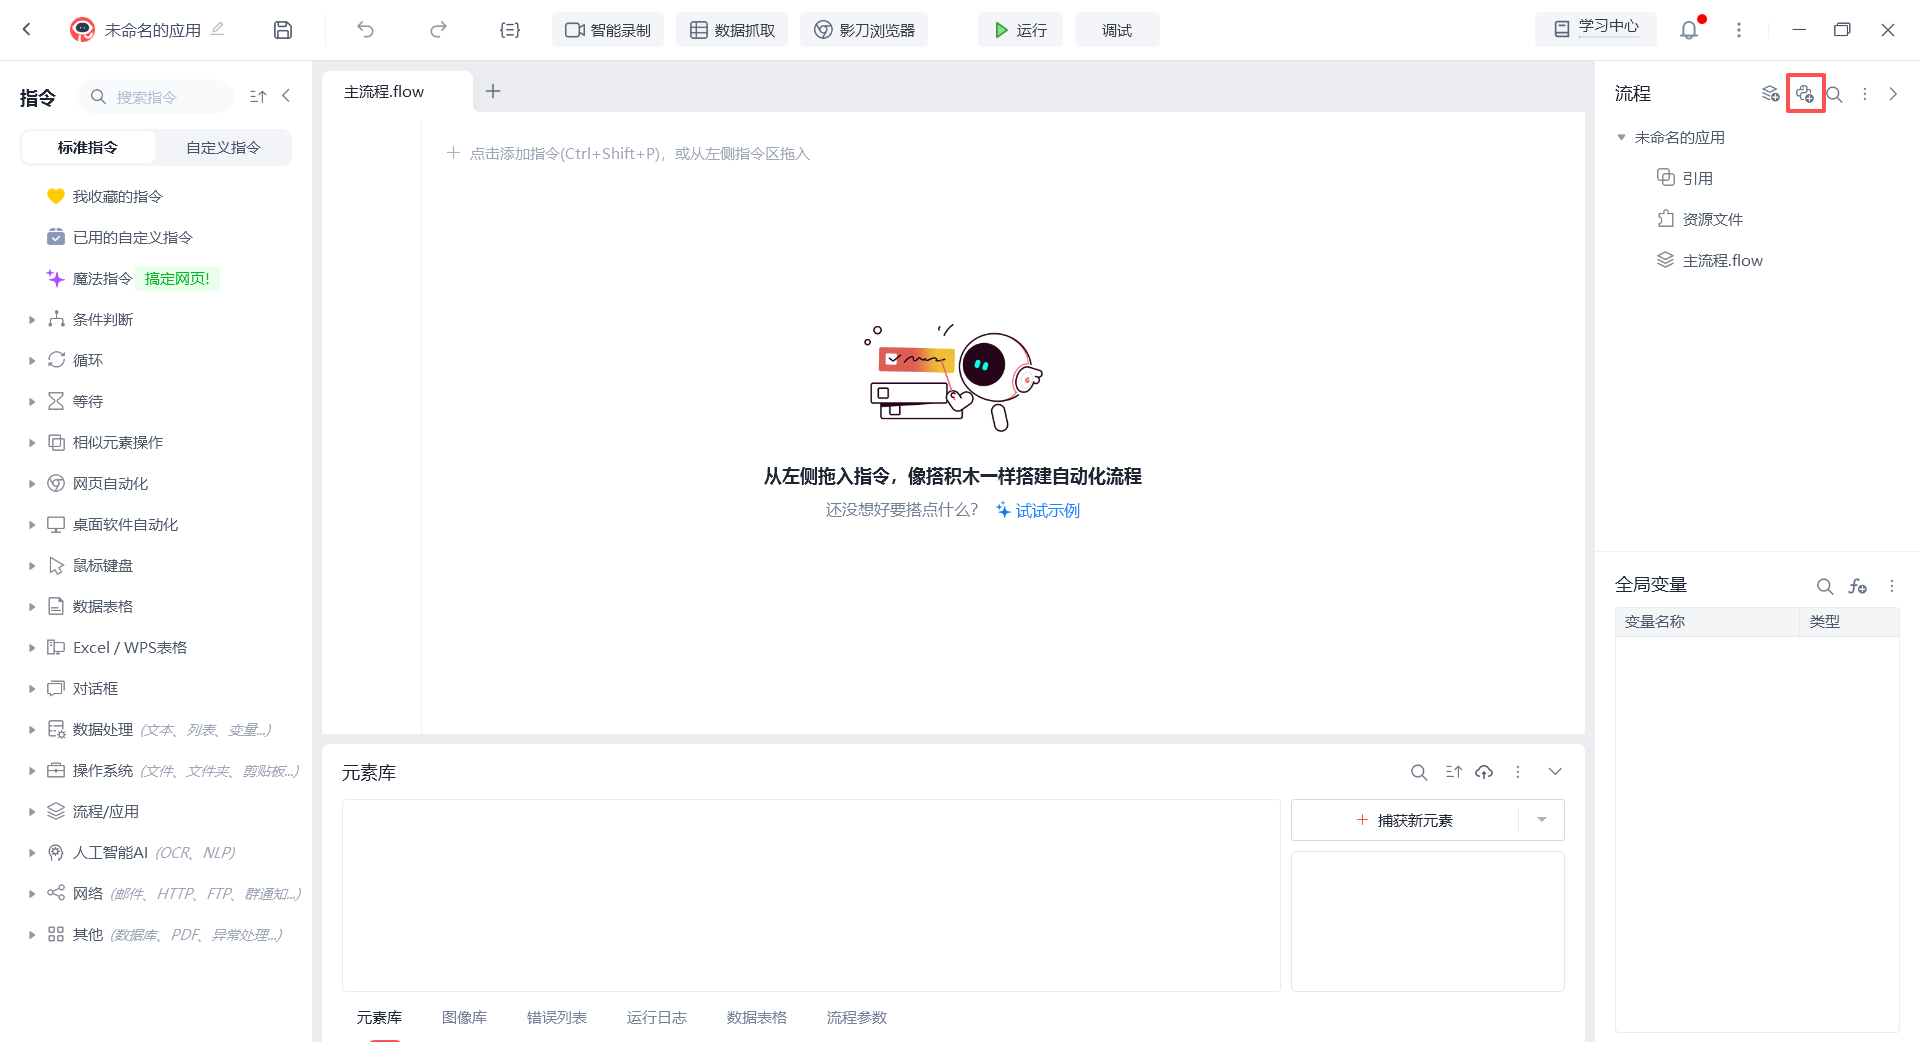 未命名的应用
智能录制
数据抓取
影刀浏览器
运行
调试
学习中心
指令
搜索指令
标准指令
自定义指令
我收藏的指令
已用的自定义指令
魔法指令 搞定网页!
条件判断
循环
等待
相似元素操作
网页自动化
桌面软件自动化
鼠标键盘
数据表格
Excel / WPS表格
对话框
数据处理 (文本、列表、变量...)
操作系统 (文件、文件夹、剪贴板...)
流程/应用
人工智能AI (OCR、NLP)
网络 (邮件、HTTP、FTP、群通知...)
其他 (数据库、PDF、异常处理...)
主流程.flow
点击添加指令(Ctrl+Shift+P)，或从左侧指令区拖入
从左侧拖入指令，像搭积木一样搭建自动化流程
还没想好要搭点什么？ 试试示例
元素库
捕获新元素
元素库
图像库
错误列表
运行日志
数据表格
流程参数
流程
未命名的应用
引用
资源文件
主流程.flow
全局变量
变量名称
类型